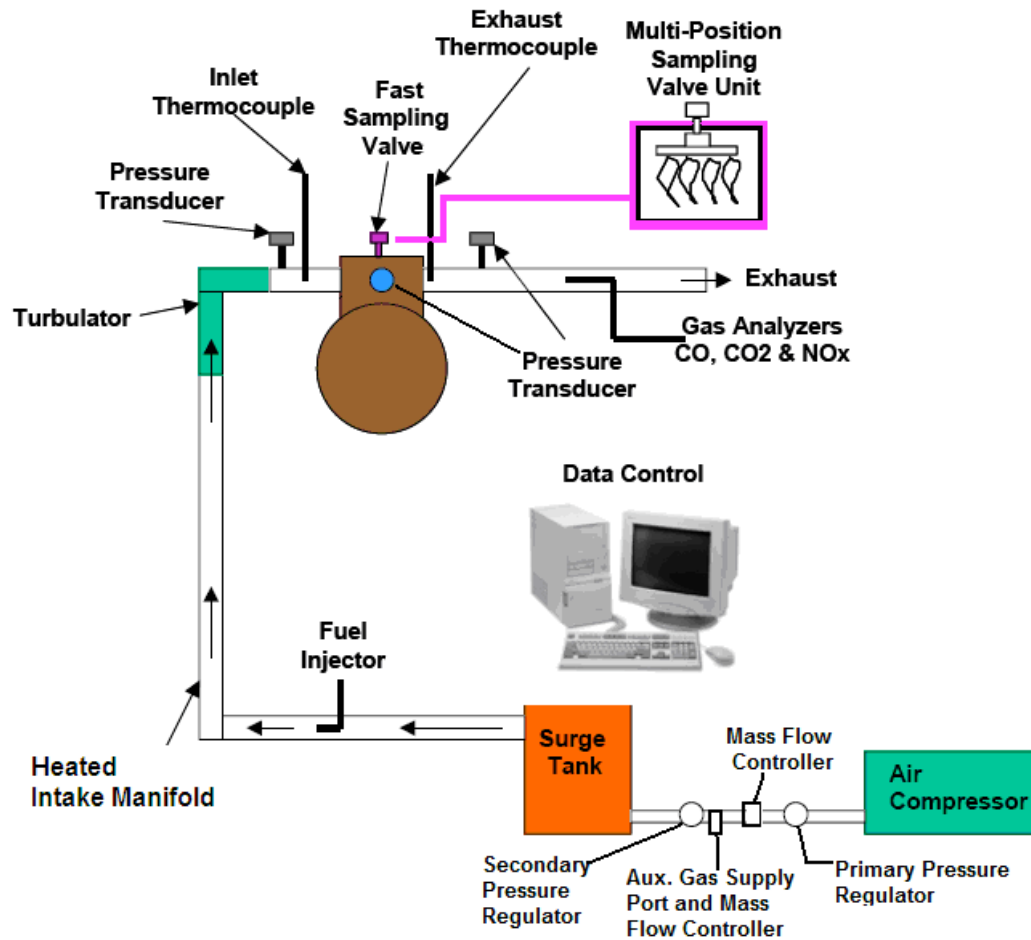 Exhaust
Thermocouple
Multi-Position
Sampling
Valve Unit
Inlet
Thermocouple
Fast
Sampling
Valve
Pressure
Transducer
Exhaust
Turbulator
Gas Analyzers
CO, CO2 & NOx
Pressure
Transducer
Data Control
Fuel
Injector
Heated
Intake Manifold
Surge
Tank
Mass Flow
Controller
Air
Compressor
Secondary
Pressure
Regulator
Aux. Gas Supply
Port and Mass
Flow Controller
Primary Pressure
Regulator